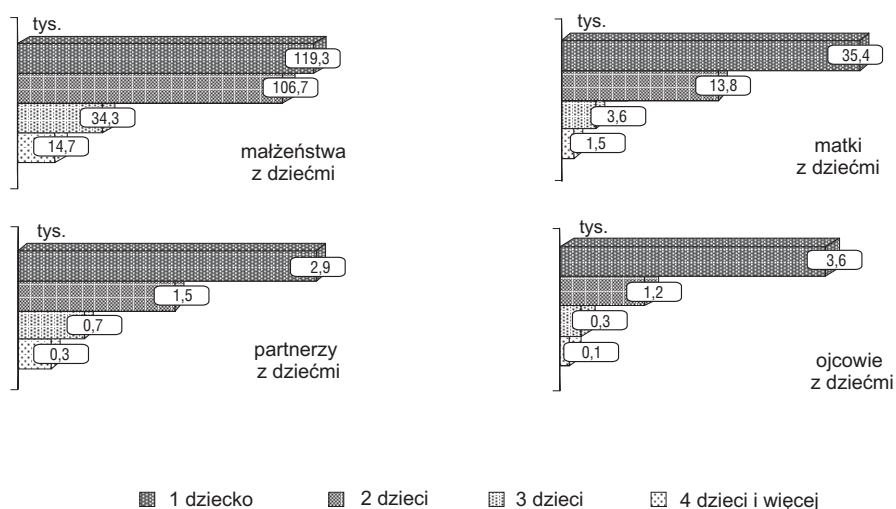 tys.
119,3
106,7
34,3
14,7
małżeństwa
z dziećmi
tys.
35,4
13,8
3,6
1,5
matki
z dziećmi
tys.
2,9
1,5
0,7
0,3
partnerzy
z dziećmi
tys.
3,6
1,2
0,3
0,1
ojcowie
z dziećmi
1 dziecko 2 dzieci 3 dzieci 4 dzieci i więcej